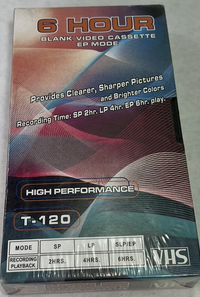 6 HOUR
BLANK VIDEO CASSETTE
EP MODE
Provides Clearer, Sharper Pictures
and Brighter Colors
Recording Time: SP 2hr. LP 4hr. EP 6hr. play.
HIGH PERFORMANCE
T-120
MODE SP LP SLP/EP
RECORDING PLAYBACK 2HRS. 4HRS. 6HRS.
VHS